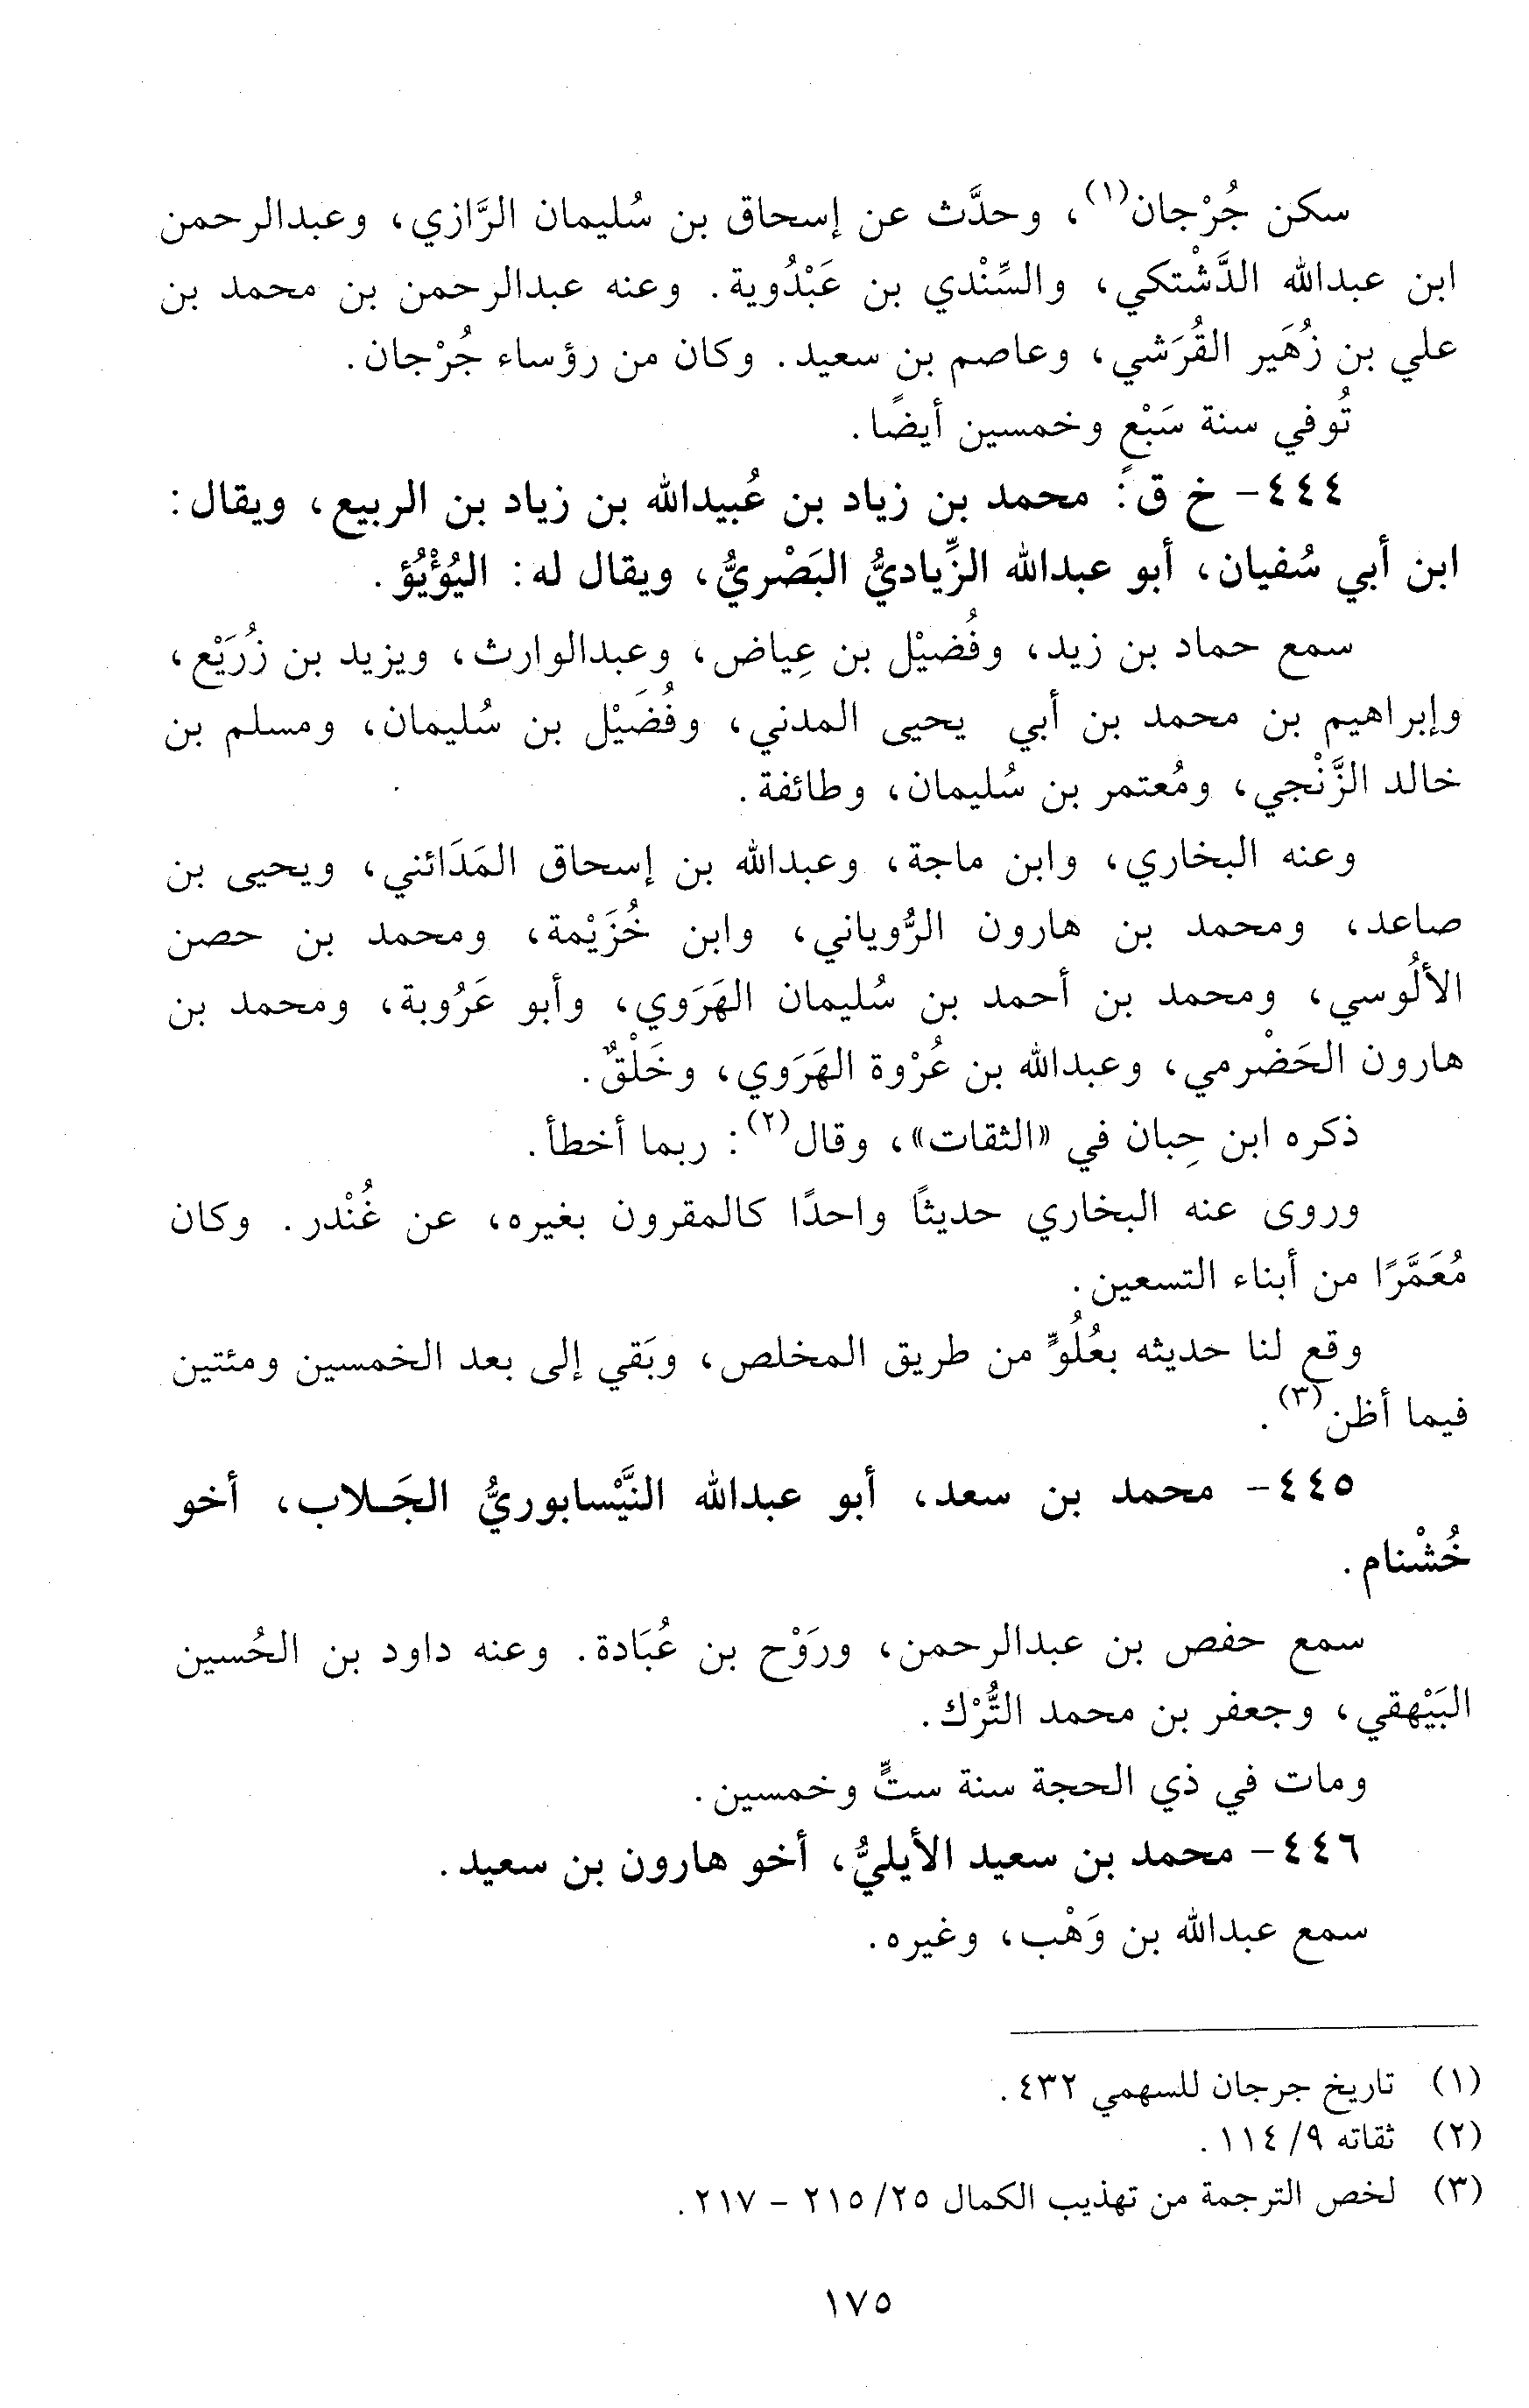 سكن جُرْجان(١)، وحدَّث عن إسحاق بن سُليمان الرَّازي، وعبدالرحمن
ابن عبدالله الدَّشْتكي، والسِّنْدي بن عَبْدُوية. وعنه عبدالرحمن بن محمد بن
علي بن زُهَير القُرَشي، وعاصم بن سعيد. وكان من رؤساء جُرْجان.
تُوفي سنة سَبْعٍ وخمسين أيضًا.
٤٤٤- خ ق: محمد بن زياد بن عُبيدالله بن زياد بن الربيع، ويقال:
ابن أبي سُفيان، أبو عبدالله الزِّياديُّ البَصْريُّ، ويقال له: اليُؤْيُؤ.
سمع حماد بن زيد، وفُضيْل بن عِياض، وعبدالوارث، ويزيد بن زُرَيْع،
وإبراهيم بن محمد بن أبي يحيى المدني، وفُضَيْل بن سُليمان، ومسلم بن
خالد الزَّنْجي، ومُعتمر بن سُليمان، وطائفة.
وعنه البخاري، وابن ماجة، وعبدالله بن إسحاق المَدَائني، ويحيى بن
صاعد، ومحمد بن هارون الرُّوياني، وابن خُزَيْمة، ومحمد بن حصن
الألُوسي، ومحمد بن أحمد بن سُليمان الهَرَوي، وأبو عَرُوبة، ومحمد بن
هارون الحَضْرمي، وعبدالله بن عُرْوة الهَرَوي، وخَلْقٌ.
ذكره ابن حِبان في «الثقات»، وقال(٢): ربما أخطأ.
وروى عنه البخاري حديثًا واحدًا كالمقرون بغيره، عن غُنْدر. وكان
مُعَمَّرًا من أبناء التسعين.
وقع لنا حديثه بعُلُوٍّ من طريق المخلص، وبَقي إلى بعد الخمسين ومئتين
فيما أظن(٣).
٤٤٥- محمد بن سعد، أبو عبدالله النَّيْسابوريُّ الجَلاب، أخو
خُشْنام.
سمع حفص بن عبدالرحمن، ورَوْح بن عُبَادة. وعنه داود بن الحُسين
البَيْهقي، وجعفر بن محمد التُّرْك.
ومات في ذي الحجة سنة ستٍّ وخمسين.
٤٤٦- محمد بن سعيد الأيليُّ، أخو هارون بن سعيد.
سمع عبدالله بن وَهْب، وغيره.
(١) تاريخ جرجان للسهمي ٤٣٢.
(٢) ثقاته ٩/ ١١٤.
(٣) لخص الترجمة من تهذيب الكمال ٢٥/ ٢١٥ - ٢١٧.
١٧٥